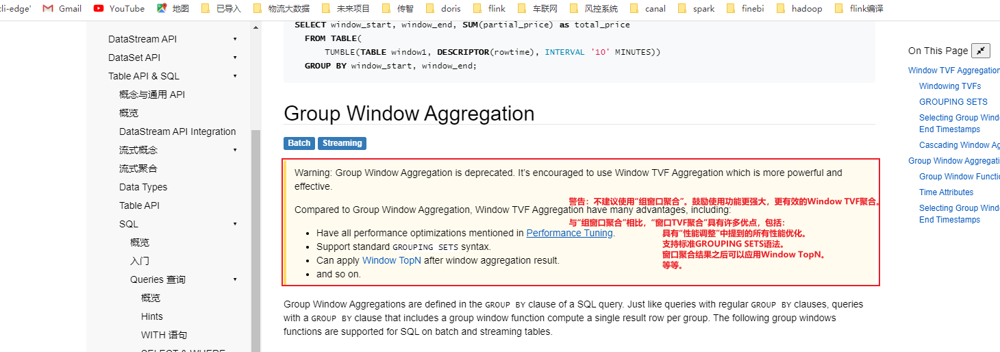 cli-edge'
Gmail
YouTube
地图
已导入
物流大数据
未来项目
传智
doris
flink
车联网
风控系统
canal
spark
finebi
hadoop
flink编译
DataStream API
DataSet API
Table API & SQL
概念与通用 API
概览
DataStream API Integration
流式概念
流式聚合
Data Types
Table API
SQL
概览
入门
Queries 查询
概览
Hints
WITH 语句
SELECT & WHERE
SELECT window_start, window_end, SUM(partial_price) as total_price
FROM TABLE(
TUMBLE(TABLE window1, DESCRIPTOR(rowtime), INTERVAL '10' MINUTES))
GROUP BY window_start, window_end;
Group Window Aggregation
Batch Streaming
Warning: Group Window Aggregation is deprecated. It's encouraged to use Window TVF Aggregation which is more powerful and
effective.
警告：不建议使用“组窗口聚合”。鼓励使用功能更强大，更有效的Window TVF聚合。
Compared to Group Window Aggregation, Window TVF Aggregation have many advantages, including:
与“组窗口聚合”相比，“窗口TVF聚合”具有许多优点，包括：
Have all performance optimizations mentioned in Performance Tuning.
具有“性能调整”中提到的所有性能优化。
Support standard GROUPING SETS syntax.
支持标准GROUPING SETS语法。
Can apply Window TopN after window aggregation result.
窗口聚合结果之后可以应用Window TopN。
and so on.
等等。
Group Window Aggregations are defined in the GROUP BY clause of a SQL query. Just like queries with regular GROUP BY clauses, queries
with a GROUP BY clause that includes a group window function compute a single result row per group. The following group windows
functions are supported for SQL on batch and streaming tables.
On This Page
Window TVF Aggregation
Windowing TVFs
GROUPING SETS
Selecting Group Wind
End Timestamps
Cascading Window Ag
Group Window Aggregati
Group Window Functio
Time Attributes
Selecting Group Wind
End Timestamps